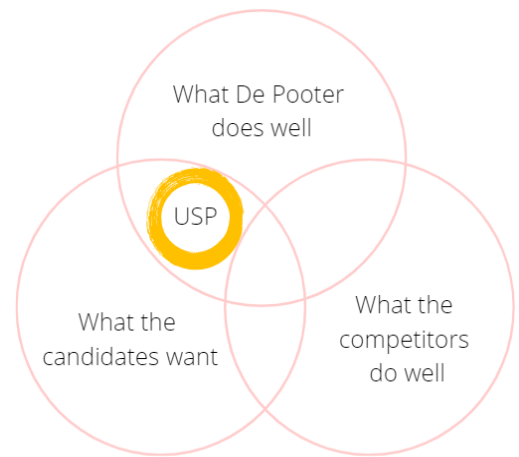 What De Pooter
does well
USP
What the
candidates want
What the
competitors
do well